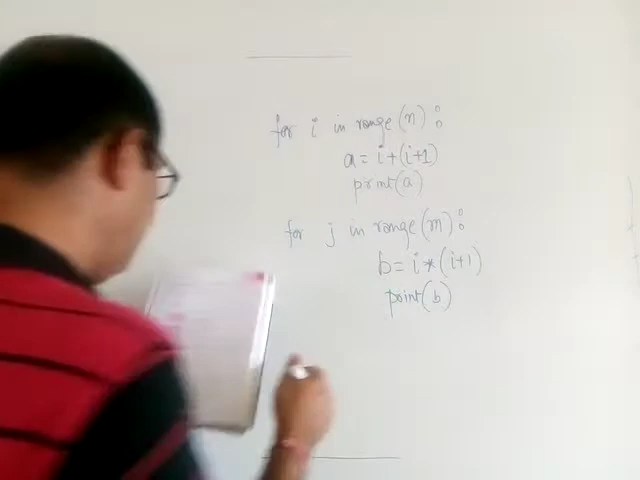 for i in range(n):
a = i+(i+1)
print(a)
for j in range(m):
b = i*(i+1)
print(b)